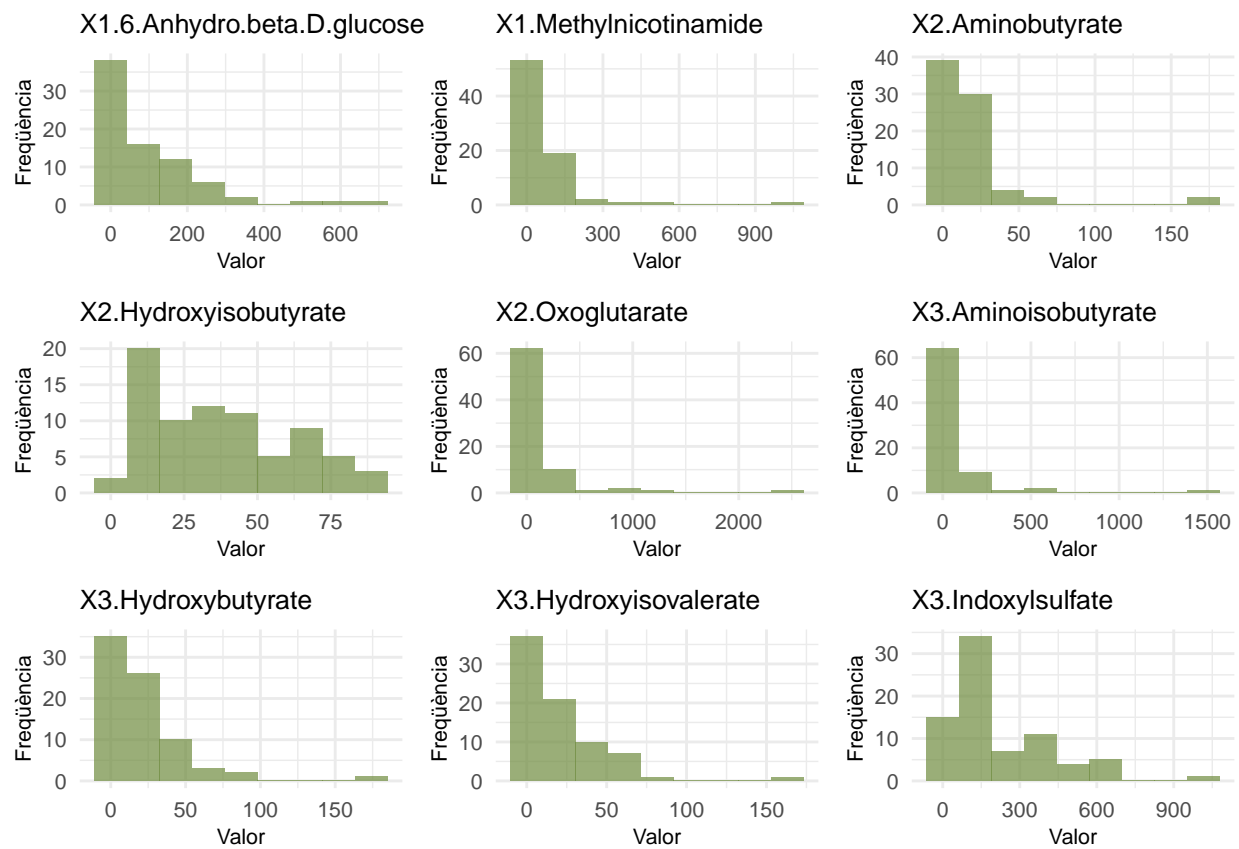 X1.6.Anhydro.beta.D.glucose
Freqüència
30
20
10
0
0 200 400 600
Valor
X1.Methylnicotinamide
Freqüència
40
20
0
0 300 600 900
Valor
X2.Aminobutyrate
Freqüència
40
30
20
10
0
0 50 100 150
Valor
X2.Hydroxyisobutyrate
Freqüència
20
15
10
5
0
0 25 50 75
Valor
X2.Oxoglutarate
Freqüència
60
40
20
0
0 1000 2000
Valor
X3.Aminoisobutyrate
Freqüència
60
40
20
0
0 500 1000 1500
Valor
X3.Hydroxybutyrate
Freqüència
30
20
10
0
0 50 100 150
Valor
X3.Hydroxyisovalerate
Freqüència
30
20
10
0
0 50 100 150
Valor
X3.Indoxylsulfate
Freqüència
30
20
10
0
0 300 600 900
Valor